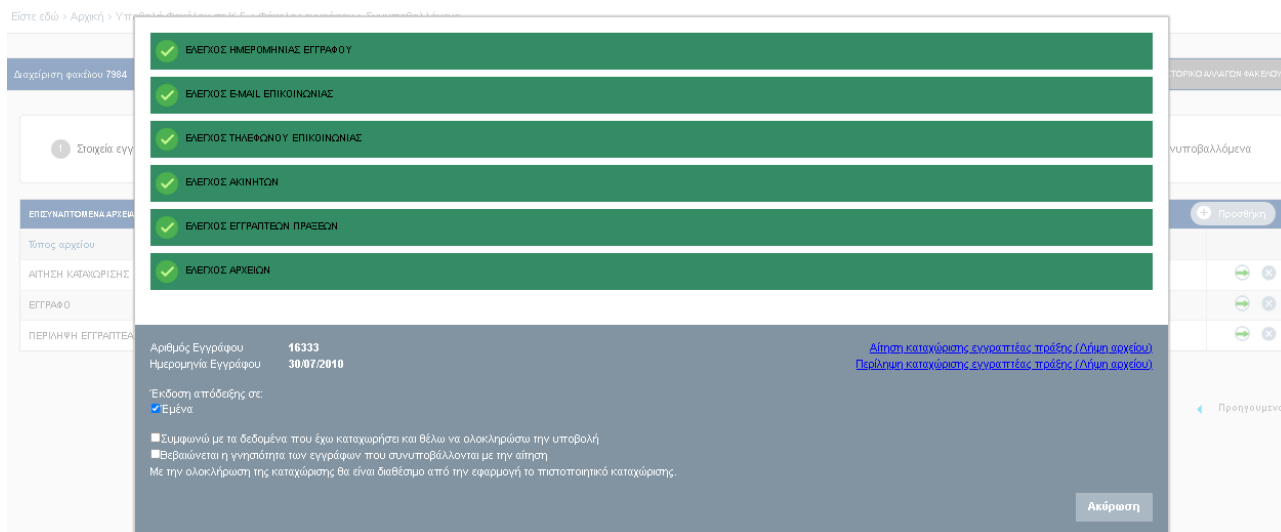 Είστε εδώ > Αρχική >
Διαχείριση φακέλου 7984
ΙΣΤΟΡΙΚΟ ΑΛΛΑΓΩΝ ΦΑΚΕΛΟΥ
ΕΛΕΓΧΟΣ ΗΜΕΡΟΜΗΝΙΑΣ ΕΓΓΡΑΦΟΥ
ΕΛΕΓΧΟΣ E-MAIL ΕΠΙΚΟΙΝΩΝΙΑΣ
ΕΛΕΓΧΟΣ ΤΗΛΕΦΩΝΟΥ ΕΠΙΚΟΙΝΩΝΙΑΣ
1 Στοιχεία εγγ
νυποβαλλόμενα
ΕΛΕΓΧΟΣ ΑΚΙΝΗΤΩΝ
ΕΛΕΓΧΟΣ ΕΓΓΡΑΠΤΕΩΝ ΠΡΑΞΕΩΝ
ΕΛΕΓΧΟΣ ΑΡΧΕΙΩΝ
ΕΠΙΣΥΝΑΠΤΟΜΕΝΑ ΑΡΧΕΙΑ
Προσθήκη
Τύπος αρχείου
ΑΙΤΗΣΗ ΚΑΤΑΧΩΡΙΣΗΣ
ΕΓΓΡΑΦΟ
ΠΕΡΙΛΗΨΗ ΕΓΓΡΑΠΤΕΑ
Αριθμός Εγγράφου 16333
Αίτηση καταχώρισης εγγραπτέας πράξης (Λήψη αρχείου)
Ημερομηνία Εγγράφου 30/07/2010
Περίληψη καταχώρισης εγγραπτέας πράξης (Λήψη αρχείου)
Έκδοση απόδειξης σε:
Έμένα
Προηγουμενο
Συμφωνώ με τα δεδομένα που έχω καταχωρήσει και θέλω να ολοκληρώσω την υποβολή
Βεβαιώνεται η γνησιότητα των εγγράφων που συνυποβάλλονται με την αίτηση
Με την ολοκλήρωση της καταχώρισης θα είναι διαθέσιμο από την εφαρμογή το πιστοποιητικό καταχώρισης.
Ακύρωση